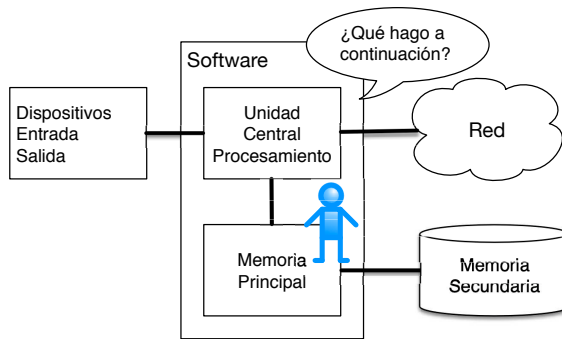 ¿Qué hago a
continuación?
Software
Dispositivos
Entrada
Salida
Unidad
Central
Procesamiento
Red
Memoria
Principal
Memoria
Secundaria